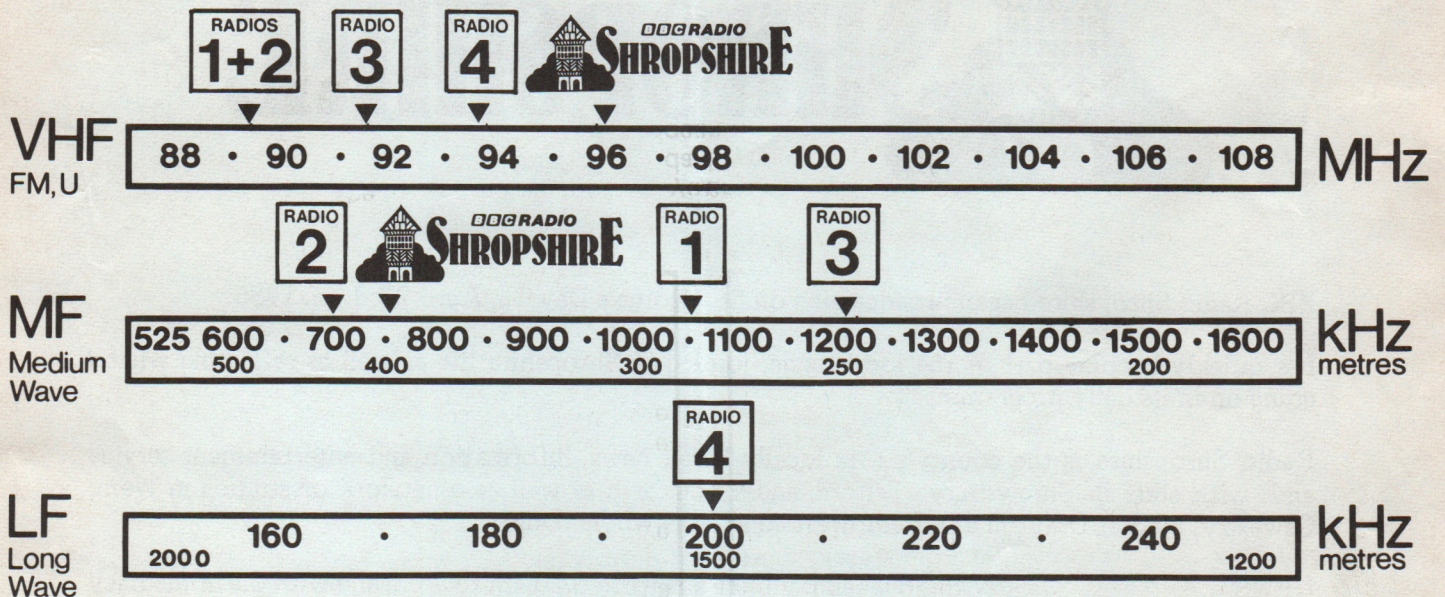 RADIOS
1+2
RADIO
3
RADIO
4
BBC RADIO
SHROPSHIRE
VHF
FM,U
88 · 90 · 92 · 94 · 96 · 98 · 100 · 102 · 104 · 106 · 108
MHz
RADIO
2
BBC RADIO
SHROPSHIRE
RADIO
1
RADIO
3
MF
Medium
Wave
525 600 · 700 · 800 · 900 · 1000 · 1100 · 1200 · 1300 · 1400 · 1500 · 1600
500 400 300 250 200
kHz
metres
RADIO
4
LF
Long
Wave
160 · 180 · 200 · 220 · 240
2000 1500 1200
kHz
metres